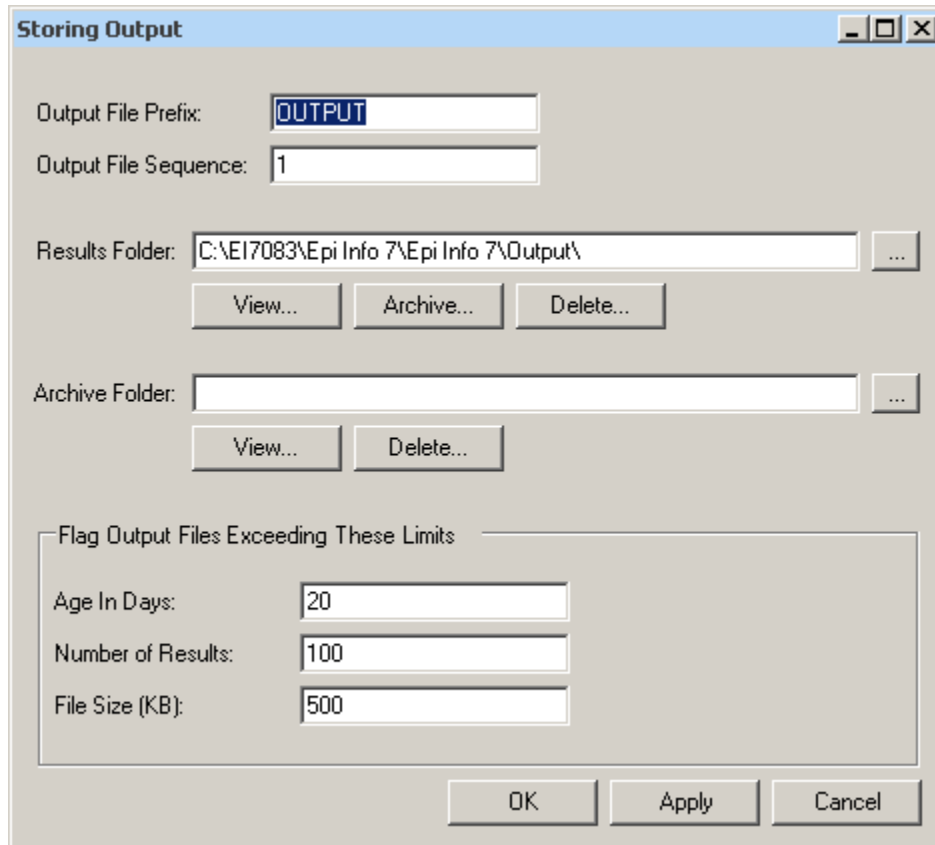 Storing Output
Output File Prefix: OUTPUT
Output File Sequence: 1
Results Folder: C:\EI7083\Epi Info 7\Epi Info 7\Output\ ...
View... Archive... Delete...
Archive Folder: ...
View... Delete...
Flag Output Files Exceeding These Limits
Age In Days: 20
Number of Results: 100
File Size (KB): 500
OK Apply Cancel